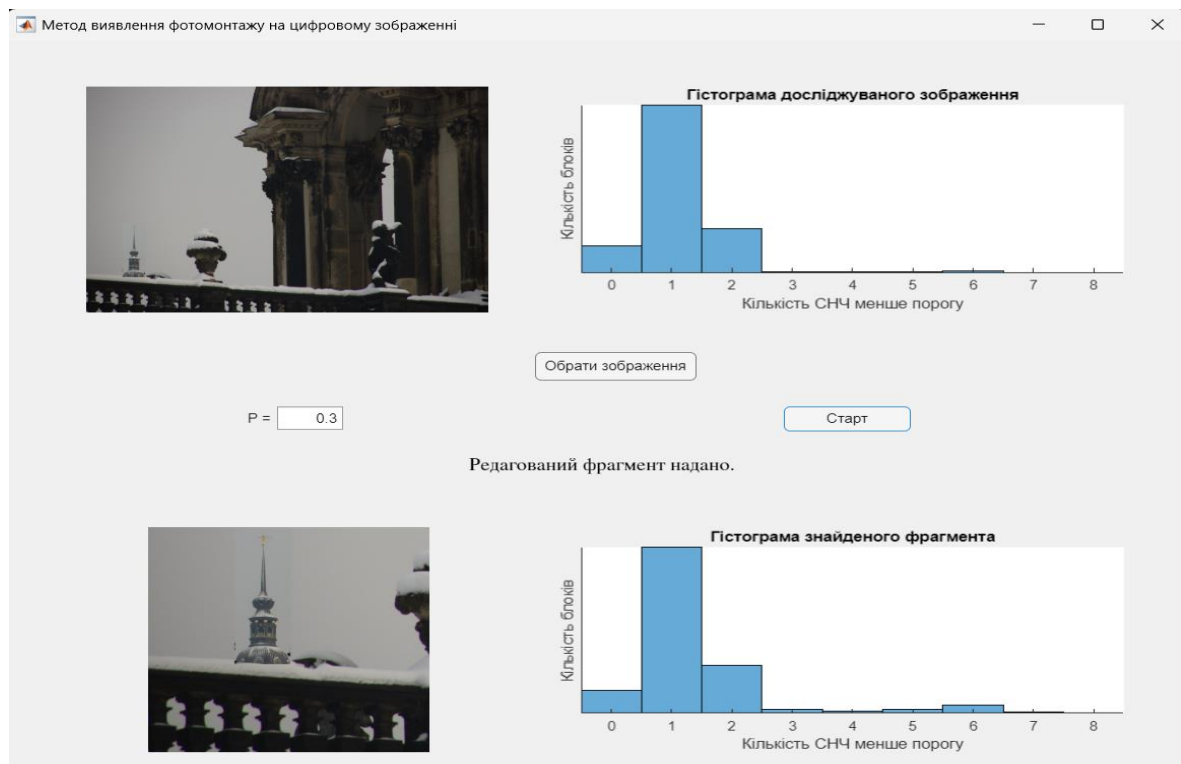 Метод виявлення фотомонтажу на цифровому зображенні
Гістограма досліджуваного зображення
Кількість блоків
0 1 2 3 4 5 6 7 8
Кількість СНЧ менше порогу
Обрати зображення
P = 0.3
Старт
Редагований фрагмент надано.
Гістограма знайденого фрагмента
Кількість блоків
0 1 2 3 4 5 6 7 8
Кількість СНЧ менше порогу